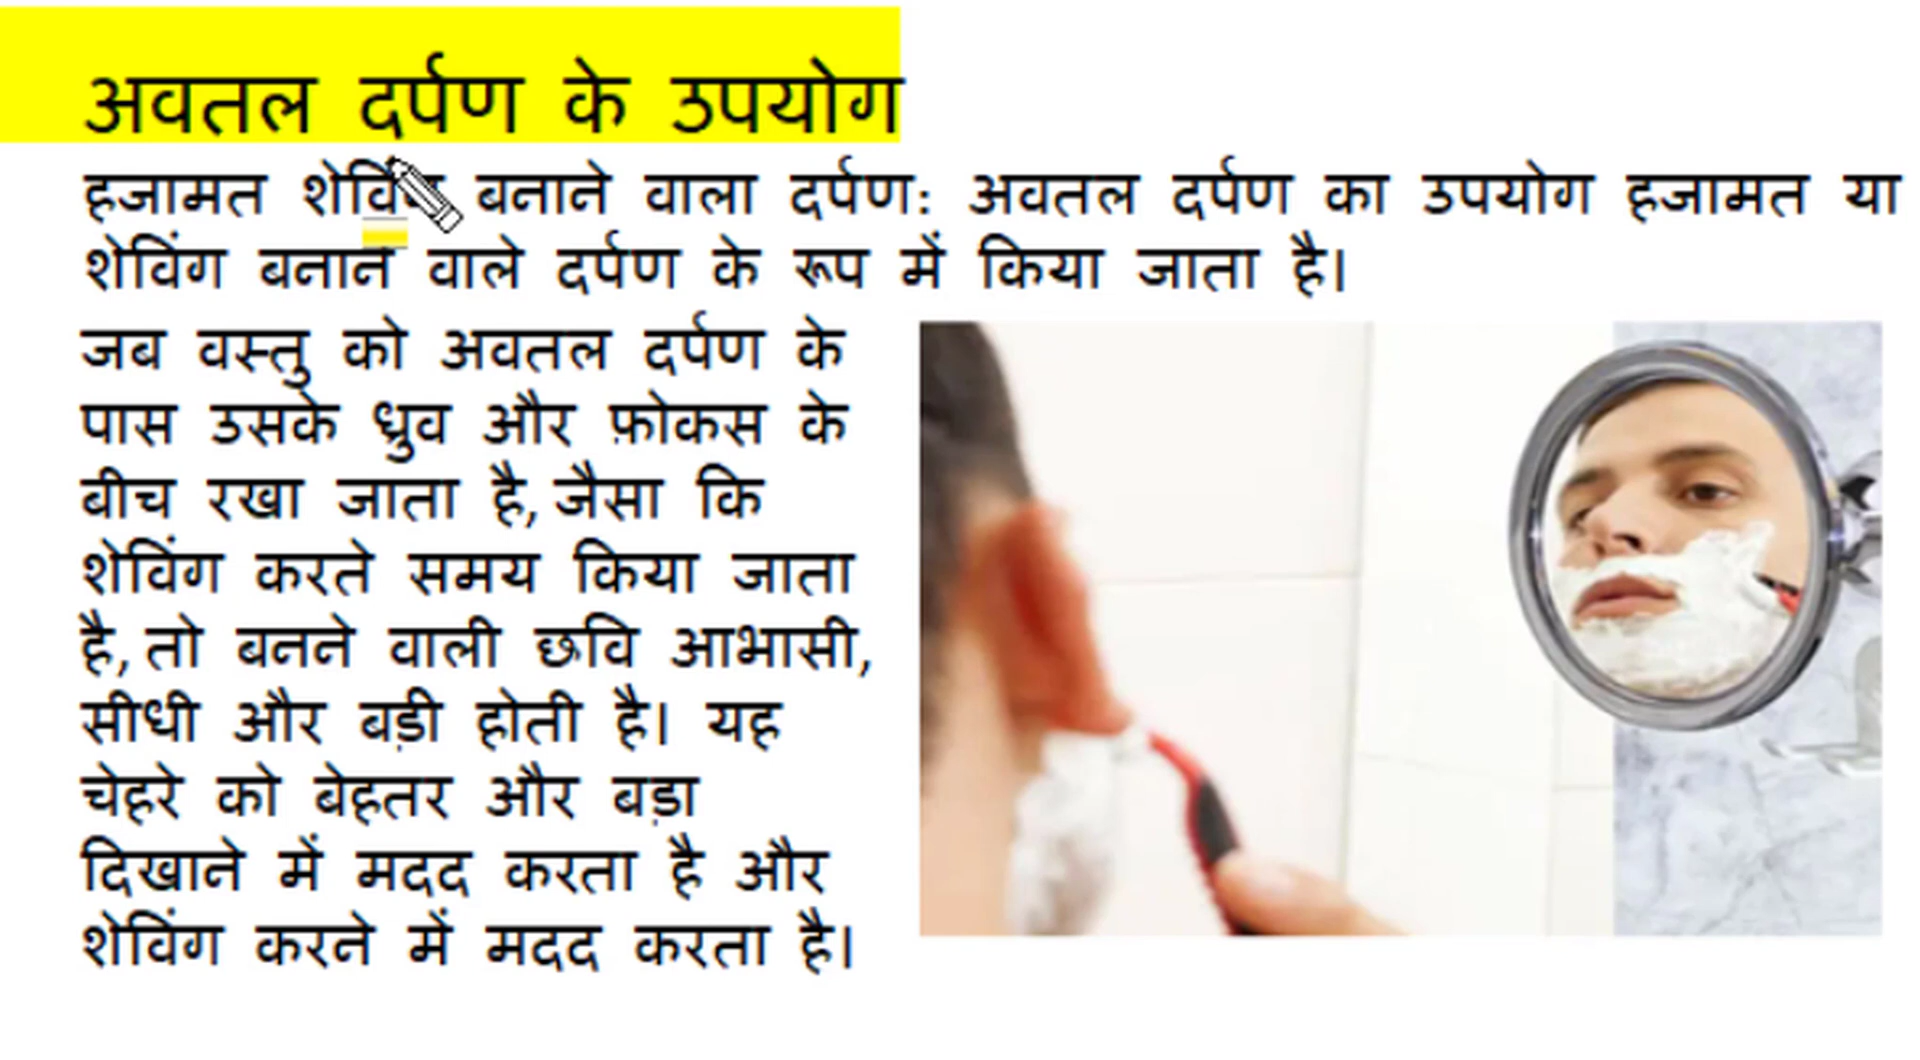 अवतल दर्पण के उपयोग
हजामत बनाने वाला दर्पण: अवतल दर्पण का उपयोग हजामत या
शेविंग बनाने वाले दर्पण के रूप में किया जाता है।
जब वस्तु को अवतल दर्पण के
पास उसके ध्रुव और फ़ोकस के
बीच रखा जाता है, जैसा कि
शेविंग करते समय किया जाता
है, तो बनने वाली छवि आभासी,
सीधी और बड़ी होती है। यह
चेहरे को बेहतर और बड़ा
दिखाने में मदद करता है और
शेविंग करने में मदद करता है।